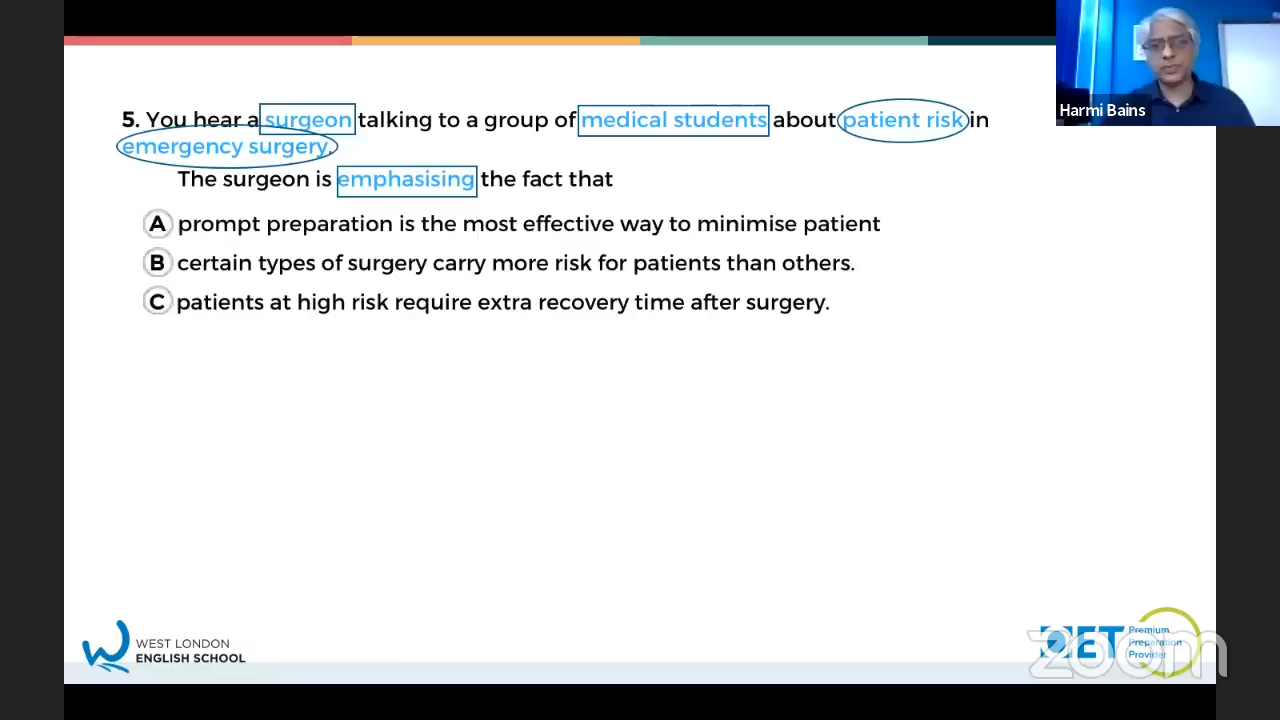 Harmi Bains
5. You hear a surgeon talking to a group of medical students about patient risk in
emergency surgery.
The surgeon is emphasising the fact that
A prompt preparation is the most effective way to minimise patient
B certain types of surgery carry more risk for patients than others.
C patients at high risk require extra recovery time after surgery.
WEST LONDON
ENGLISH SCHOOL
Premium
Preparation
Provider
zoom